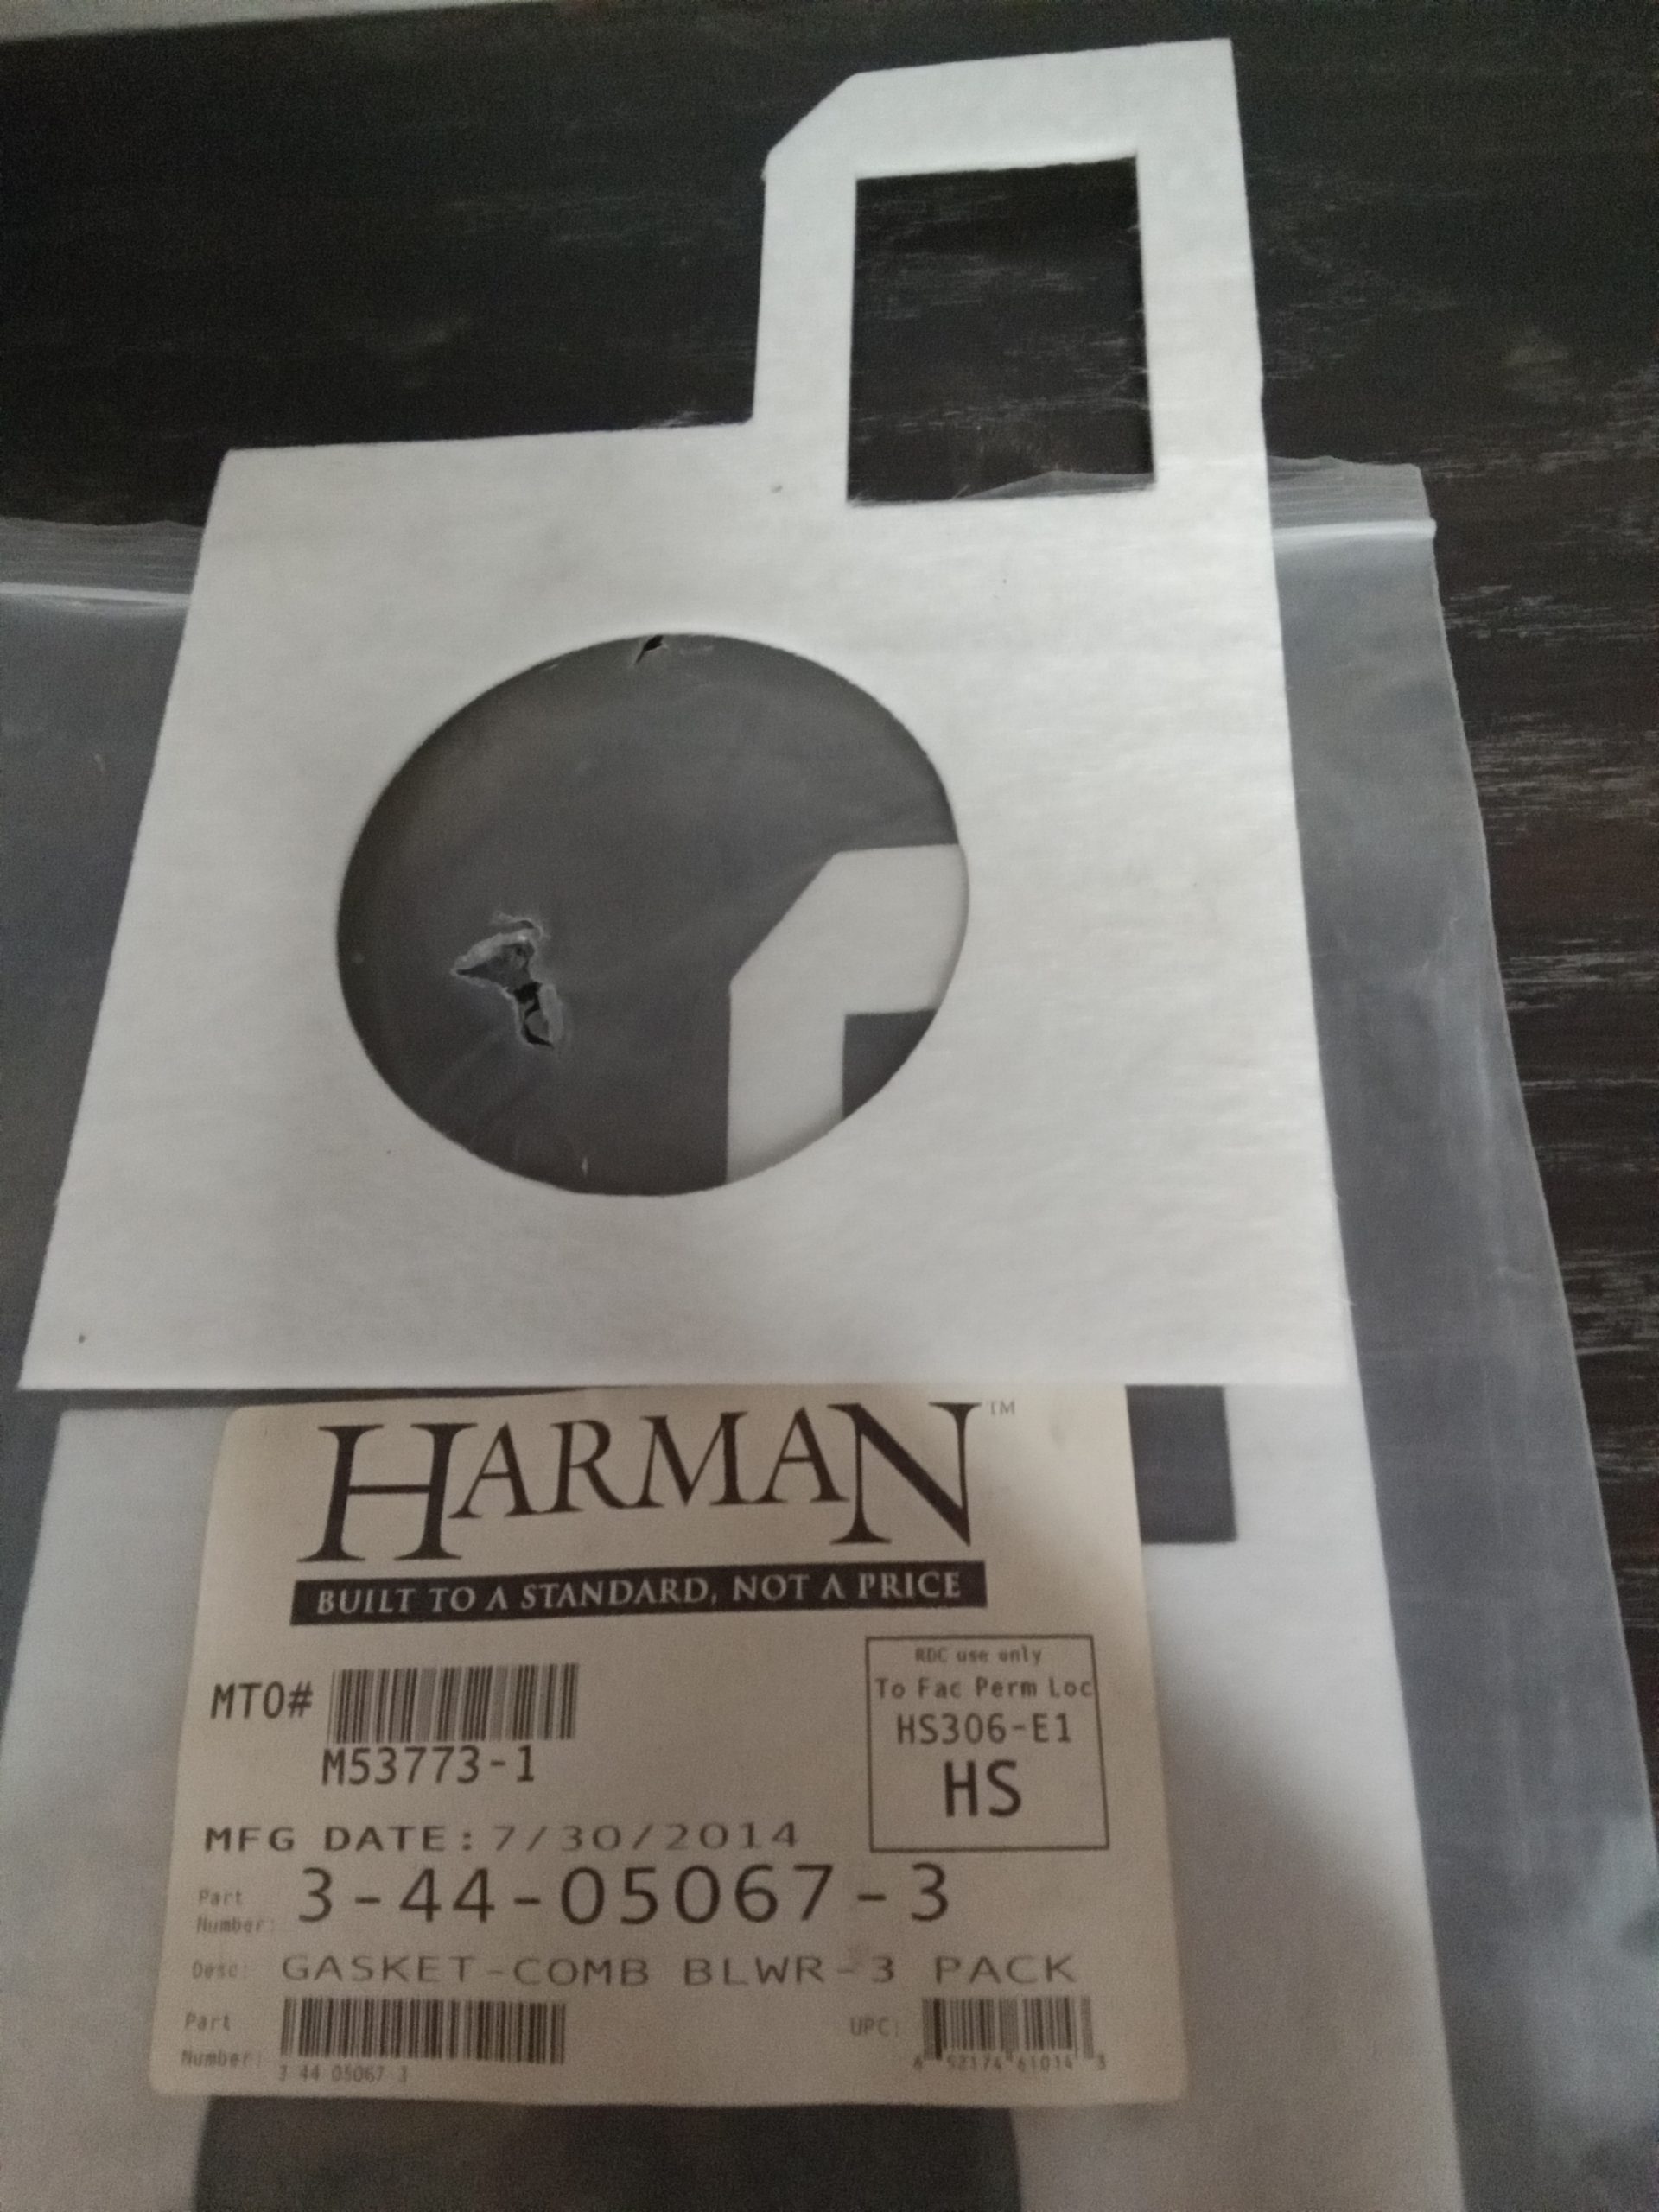 HARMAN™
BUILT TO A STANDARD, NOT A PRICE
RDC use only
To Fac Perm Loc
HS306-E1
HS
MTO#
M53773-1
MFG DATE: 7/30/2014
Part Number: 3-44-05067-3
Desc: GASKET-COMB BLWR-3 PACK
Part Number:
3 44 05067 3
UPC: